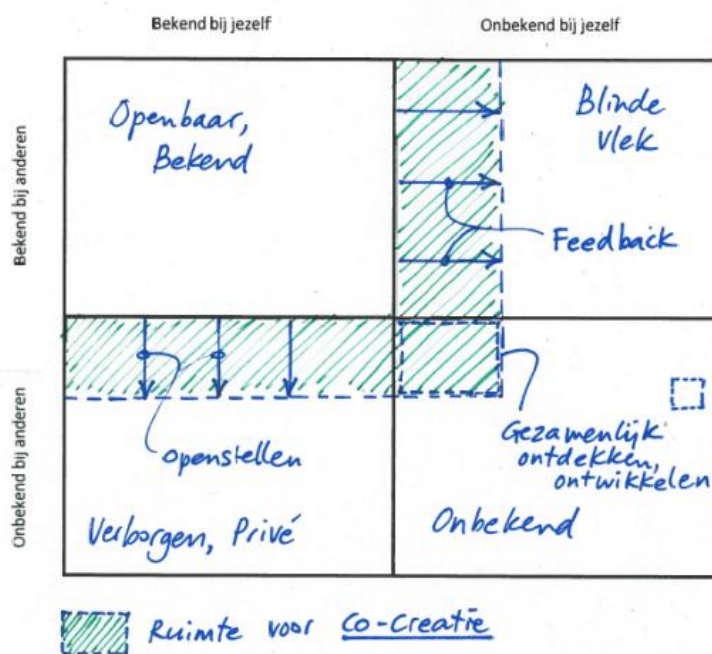 Bekend bij jezelf
Onbekend bij jezelf
Bekend bij anderen
Openbaar,
Bekend
Blinde
Vlek
Feedback
Onbekend bij anderen
openstellen
Verborgen, Privé
Gezamenlijk
ontdekken,
ontwikkelen
Onbekend
Ruimte voor Co-Creatie